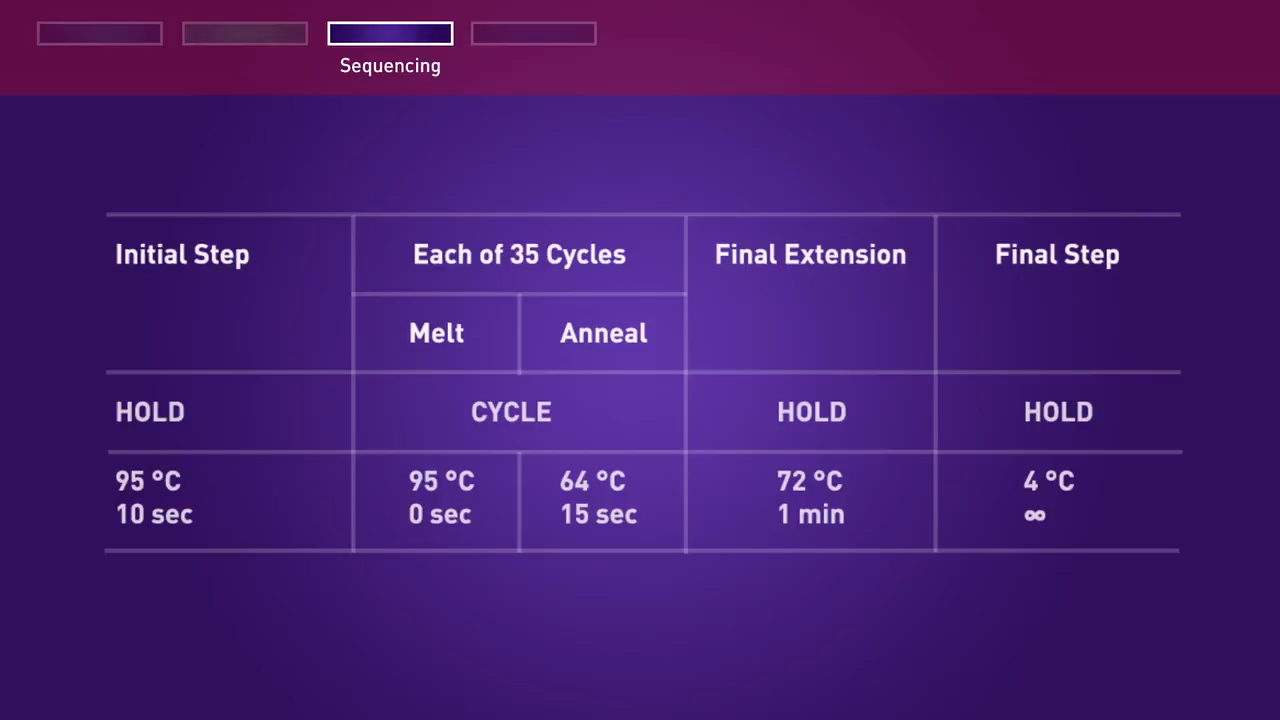 Sequencing
Initial Step
Each of 35 Cycles
Final Extension
Final Step
Melt
Anneal
HOLD
CYCLE
HOLD
HOLD
95 °C
10 sec
95 °C
0 sec
64 °C
15 sec
72 °C
1 min
4 °C
∞